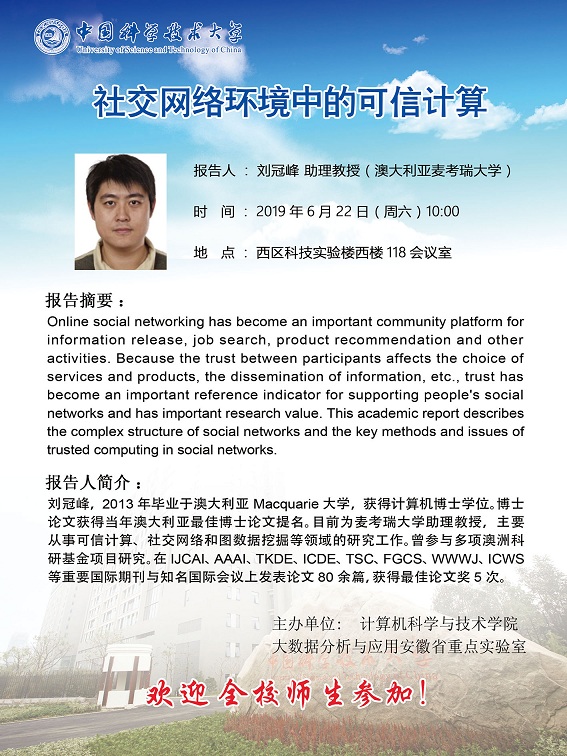 中国科学技术大学
University of Science and Technology of China
社交网络环境中的可信计算
报告人 : 刘冠峰 助理教授（澳大利亚麦考瑞大学）
时 间 : 2019 年 6 月 22 日（周六）10:00
地 点 : 西区科技实验楼西楼 118 会议室
报告摘要：
Online social networking has become an important community platform for
information release, job search, product recommendation and other
activities. Because the trust between participants affects the choice of
services and products, the dissemination of information, etc., trust has
become an important reference indicator for supporting people's social
networks and has important research value. This academic report describes
the complex structure of social networks and the key methods and issues of
trusted computing in social networks.
报告人简介：
刘冠峰，2013 年毕业于澳大利亚 Macquarie 大学，获得计算机博士学位。博士
论文获得当年澳大利亚最佳博士论文提名。目前为麦考瑞大学助理教授，主要
从事可信计算、社交网络和图数据挖掘等领域的研究工作。曾参与多项澳洲科
研基金项目研究。在 IJCAI、AAAI、TKDE、ICDE、TSC、FGCS、WWWJ、ICWS
等重要国际期刊与知名国际会议上发表论文 80 余篇，获得最佳论文奖 5 次。
主办单位： 计算机科学与技术学院
大数据分析与应用安徽省重点实验室
中国科学技术大学
欢迎全校师生参加！